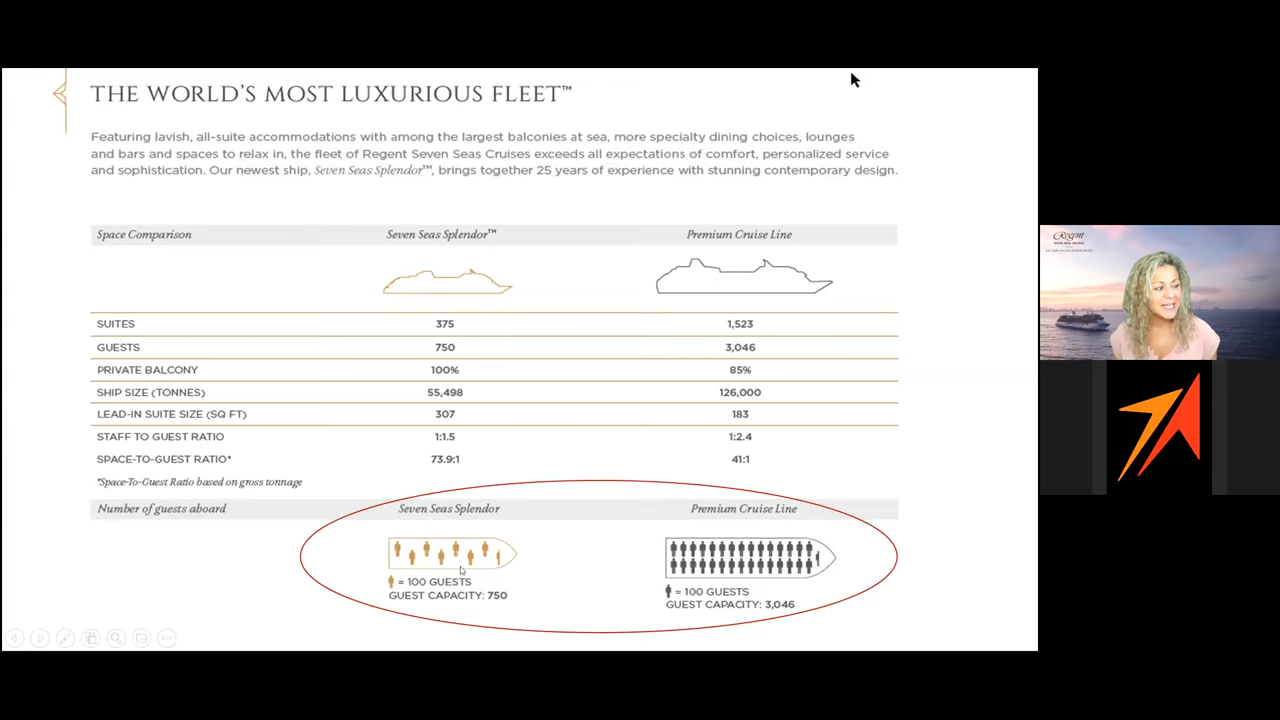 THE WORLD'S MOST LUXURIOUS FLEET™
Featuring lavish, all-suite accommodations with among the largest balconies at sea, more specialty dining choices, lounges
and bars and spaces to relax in, the fleet of Regent Seven Seas Cruises exceeds all expectations of comfort, personalized service
and sophistication. Our newest ship, Seven Seas Splendor™, brings together 25 years of experience with stunning contemporary design.
Space Comparison Seven Seas Splendor™ Premium Cruise Line
SUITES 375 1,523
GUESTS 750 3,046
PRIVATE BALCONY 100% 85%
SHIP SIZE (TONNES) 55,498 126,000
LEAD-IN SUITE SIZE (SQ FT) 307 183
STAFF TO GUEST RATIO 1:1.5 1:2.4
SPACE-TO-GUEST RATIO* 73.9:1 41:1
*Space-To-Guest Ratio based on gross tonnage
Number of guests aboard Seven Seas Splendor Premium Cruise Line
= 100 GUESTS
GUEST CAPACITY: 750
= 100 GUESTS
GUEST CAPACITY: 3,046
Regent
SEVEN SEAS CRUISES